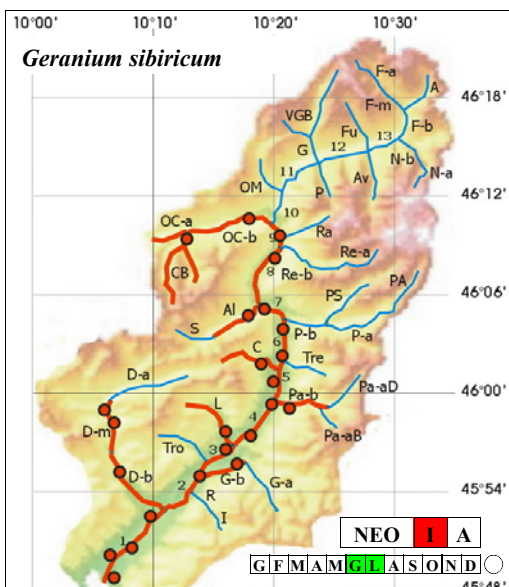 10°00' 10°10' 10°20' 10°30'
Geranium sibiricum
F-a
A
VGB
F-m
46°18'
Fu
F-b
13
12
G
N-b
11
N-a
OM
P
Av
46°12'
10
OC-a
Ra
OC-b
9
Re-a
8
CB
Re-b
PA
PS
46°06'
Al
7
S
P-b
P-a
6
C
Tre
5
46°00'
D-a
Pa-b
Pa-aD
L
4
D-m
Pa-aB
Tro
3
D-b
G-b
G-a
2
R
46°54'
I
NEO I A
1
G F M A M G L A S O N D
45°48'